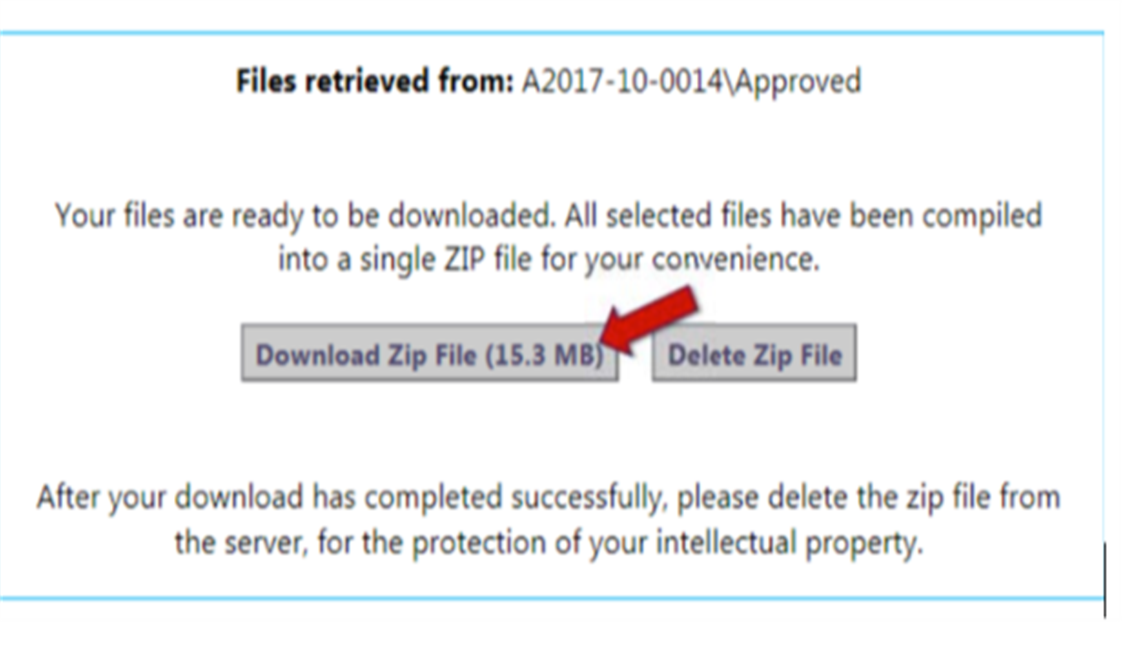 Files retrieved from: A2017-10-0014\Approved
Your files are ready to be downloaded. All selected files have been compiled
into a single ZIP file for your convenience.
Download Zip File (15.3 MB)
Delete Zip File
After your download has completed successfully, please delete the zip file from
the server, for the protection of your intellectual property.